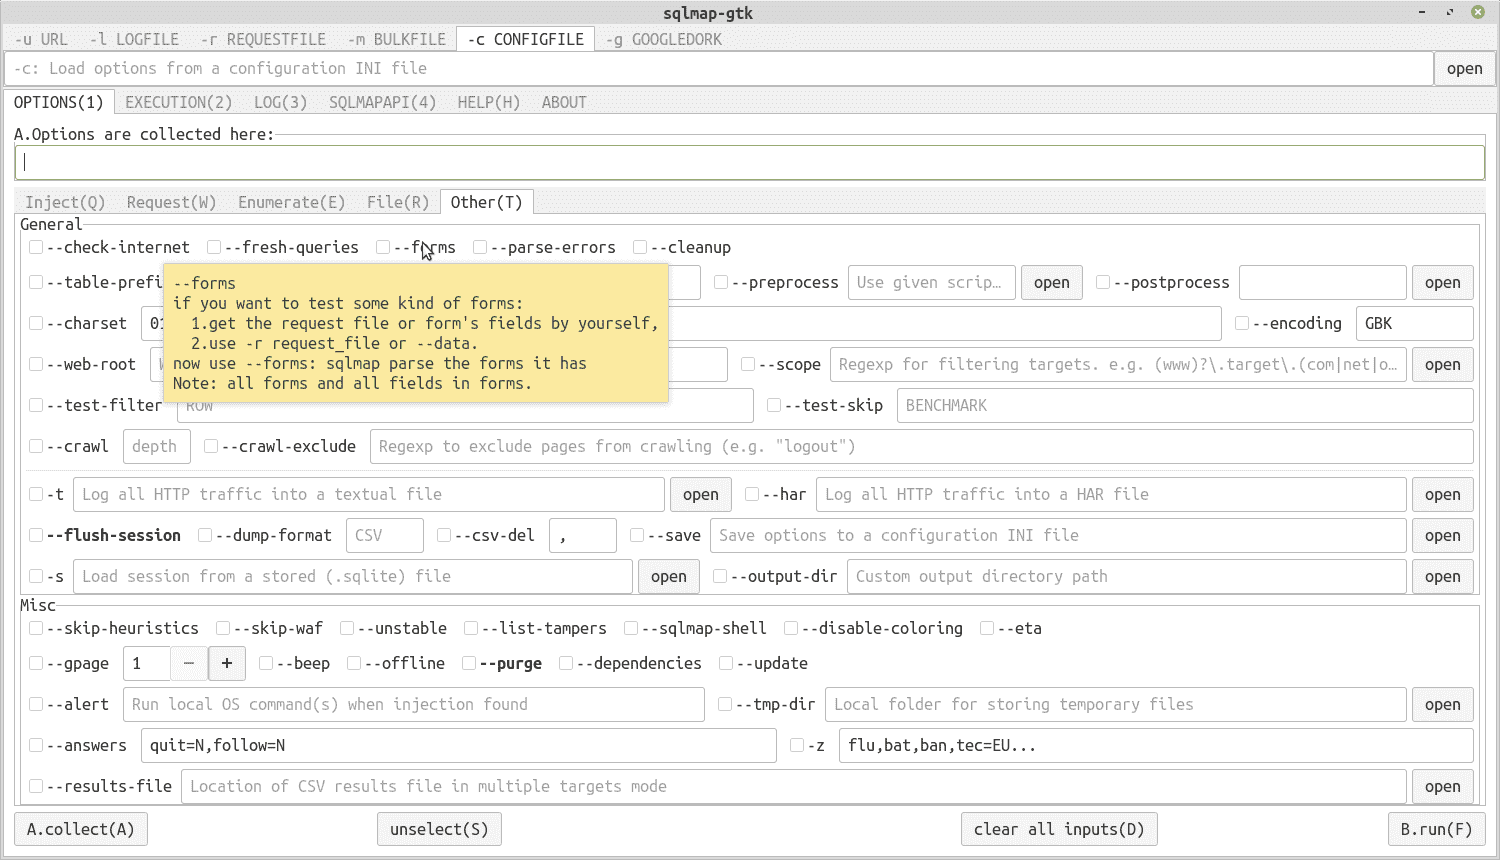 sqlmap-gtk
-u URL -l LOGFILE -r REQUESTFILE -m BULKFILE -c CONFIGFILE -g GOOGLEDORK
-c: Load options from a configuration INI file open
OPTIONS(1) EXECUTION(2) LOG(3) SQLMAPAPI(4) HELP(H) ABOUT
A.Options are collected here:
Inject(Q) Request(W) Enumerate(E) File(R) Other(T)
General
--check-internet --fresh-queries --forms --parse-errors --cleanup
--table-prefi --preprocess Use given scrip… open --postprocess open
--forms
if you want to test some kind of forms:
1.get the request file or form's fields by yourself,
2.use -r request_file or --data.
now use --forms: sqlmap parse the forms it has
Note: all forms and all fields in forms.
--charset 01 --encoding GBK
--web-root --scope Regexp for filtering targets. e.g. (www)?\.target\.(com|net|o… open
--test-filter ROW --test-skip BENCHMARK
--crawl depth --crawl-exclude Regexp to exclude pages from crawling (e.g. "logout")
-t Log all HTTP traffic into a textual file open --har Log all HTTP traffic into a HAR file open
--flush-session --dump-format CSV --csv-del , --save Save options to a configuration INI file open
-s Load session from a stored (.sqlite) file open --output-dir Custom output directory path open
Misc
--skip-heuristics --skip-waf --unstable --list-tampers --sqlmap-shell --disable-coloring --eta
--gpage 1 − + --beep --offline --purge --dependencies --update
--alert Run local OS command(s) when injection found --tmp-dir Local folder for storing temporary files open
--answers quit=N,follow=N -z flu,bat,ban,tec=EU...
--results-file Location of CSV results file in multiple targets mode open
A.collect(A) unselect(S) clear all inputs(D) B.run(F)